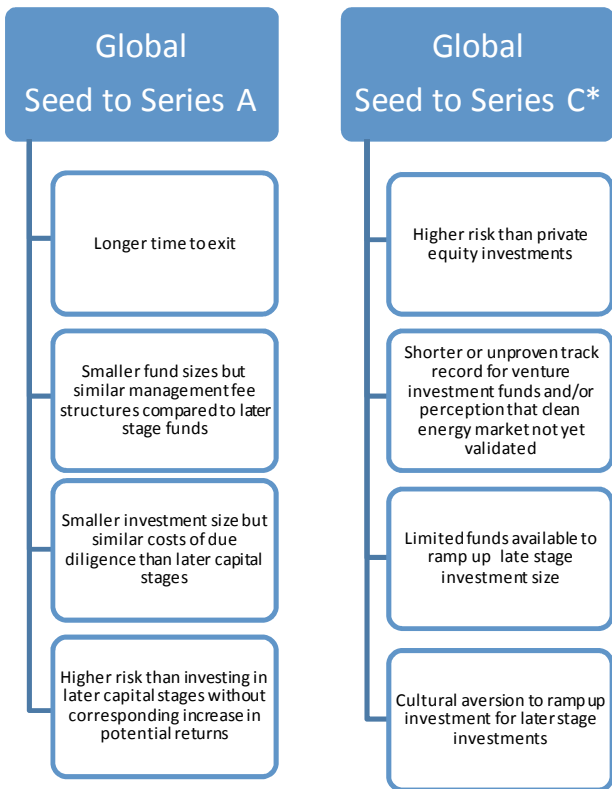 Global
Seed to Series A
Longer time to exit
Smaller fund sizes but
similar management fee
structures compared to later
stage funds
Smaller investment size but
similar costs of due
diligence than later capital
stages
Higher risk than investing in
later capital stages without
corresponding increase in
potential returns
Global
Seed to Series C*
Higher risk than private
equity investments
Shorter or unproven track
record for venture
investment funds and/or
perception that clean
energy market not yet
validated
Limited funds available to
ramp up late stage
investment size
Cultural aversion to ramp up
investment for later stage
investments